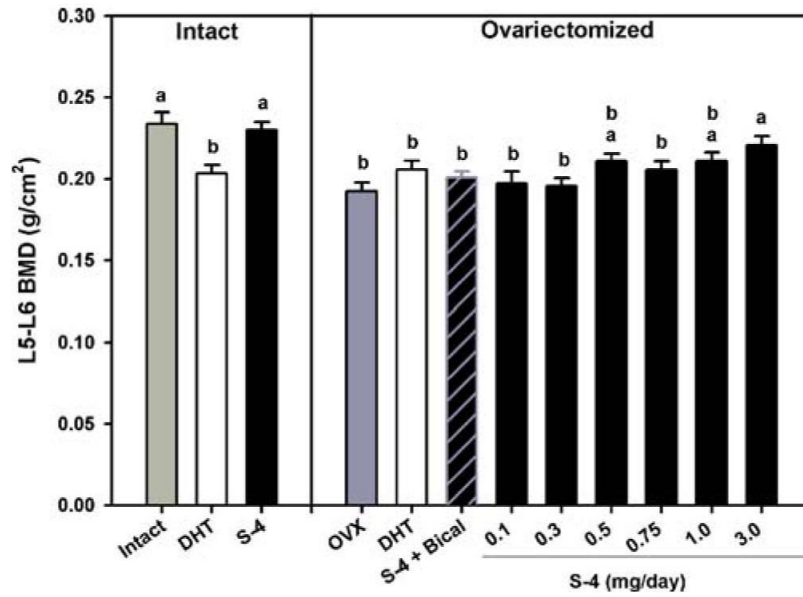 Intact
Ovariectomized
L5-L6 BMD (g/cm²)
0.30
0.25
0.20
0.15
0.10
0.05
0.00
a
b
a
b
b
b
b
b
b
a
b
b
a
a
Intact
DHT
S-4
OVX
DHT
S-4 + Bical
0.1
0.3
0.5
0.75
1.0
3.0
S-4 (mg/day)